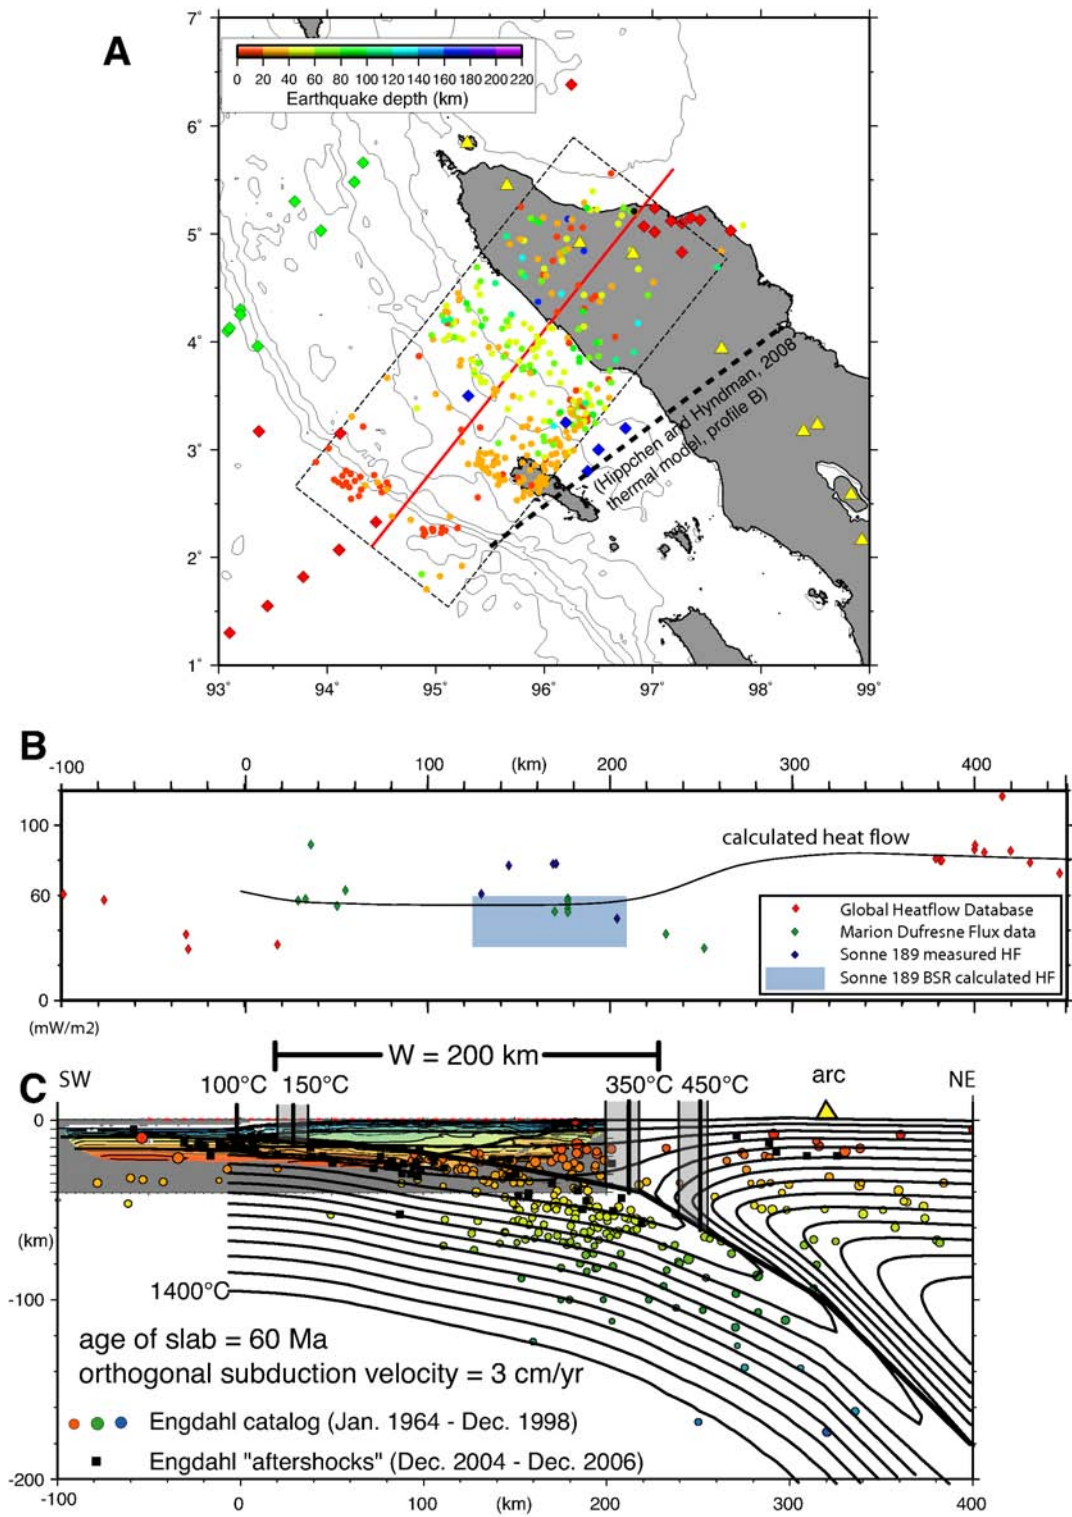 A
7°
0 20 40 60 80 100 120 140 160 180 200 220
Earthquake depth (km)
6°
5°
4°
3°
2°
1°
(Hippchen and Hyndman, 2008
thermal model, profile B)
93° 94° 95° 96° 97° 98° 99°
B
-100 0 100 (km) 200 300 400
100
60
0
(mW/m2)
calculated heat flow
Global Heatflow Database
Marion Dufresne Flux data
Sonne 189 measured HF
Sonne 189 BSR calculated HF
W = 200 km
C SW
100°C 150°C 350°C 450°C arc NE
0
(km)
-100
-200
1400°C
age of slab = 60 Ma
orthogonal subduction velocity = 3 cm/yr
Engdahl catalog (Jan. 1964 - Dec. 1998)
Engdahl "aftershocks" (Dec. 2004 - Dec. 2006)
-100 0 100 (km) 200 300 400